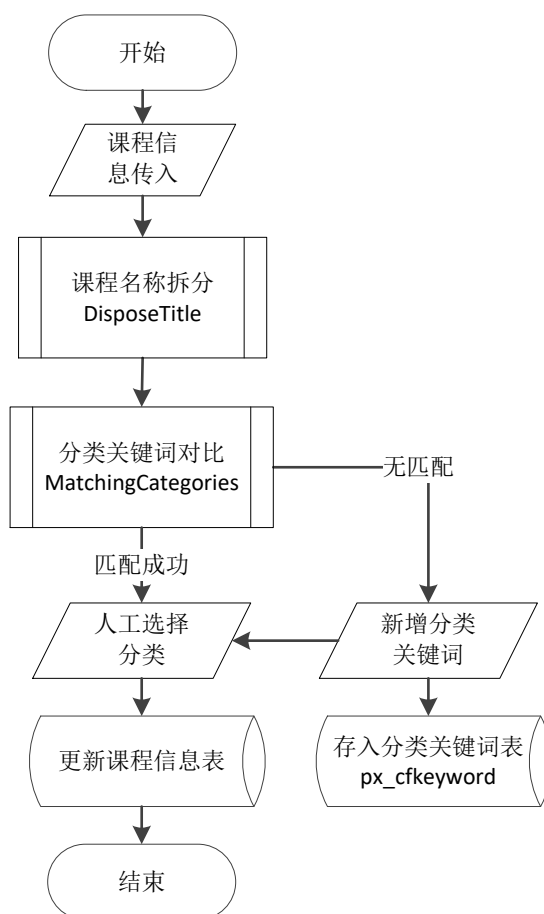 开始
课程信
息传入
课程名称拆分
DisposeTitle
分类关键词对比
MatchingCategories
无匹配
匹配成功
人工选择
分类
新增分类
关键词
更新课程信息表
存入分类关键词表
px_cfkeyword
结束